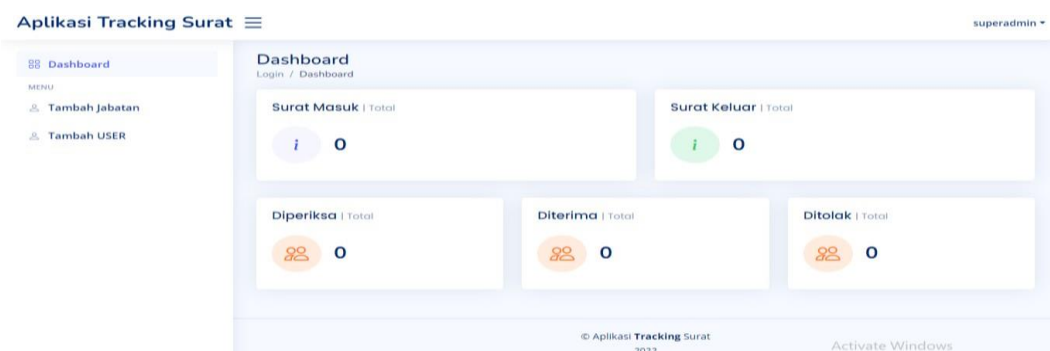 Aplikasi Tracking Surat
superadmin
Dashboard
MENU
Tambah Jabatan
Tambah USER
Dashboard
Login / Dashboard
Surat Masuk | Total
0
Surat Keluar | Total
0
Diperiksa | Total
0
Diterima | Total
0
Ditolak | Total
0
© Aplikasi Tracking Surat
Activate Windows